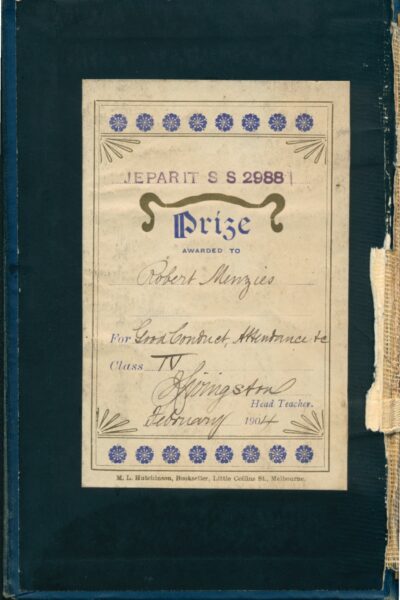 JEPARIT S S 2988
Prize
AWARDED TO
Robert Menzies
For Good Conduct, Attendance &c
Class IV
J Livingston
Head Teacher.
February 1904
M. L. Hutchinson, Bookseller, Little Collins St., Melbourne.